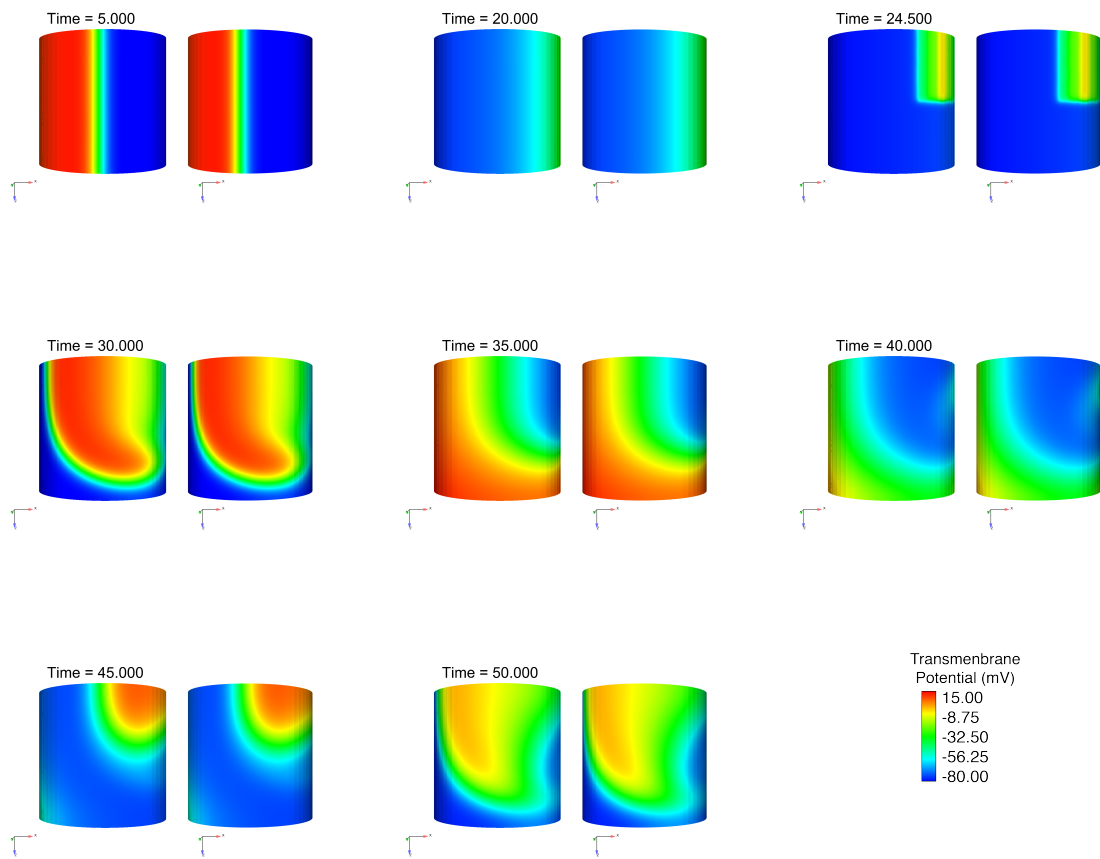 Time = 5.000
Time = 20.000
Time = 24.500
Time = 30.000
Time = 35.000
Time = 40.000
Time = 45.000
Time = 50.000
Transmenbrane
Potential (mV)
15.00
-8.75
-32.50
-56.25
-80.00